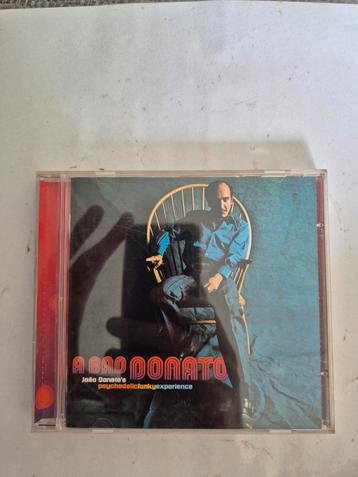 A BAD DONATO
João Donato's
psychedelicfunkyexperience